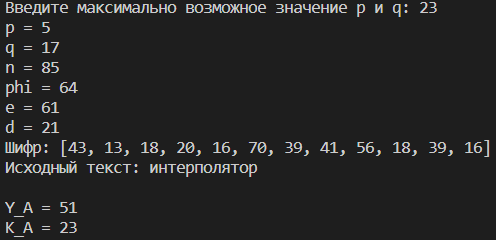 Введите максимально возможное значение p и q: 23
p = 5
q = 17
n = 85
phi = 64
e = 61
d = 21
Шифр: [43, 13, 18, 20, 16, 70, 39, 41, 56, 18, 39, 16]
Исходный текст: интерполятор
Y_A = 51
K_A = 23